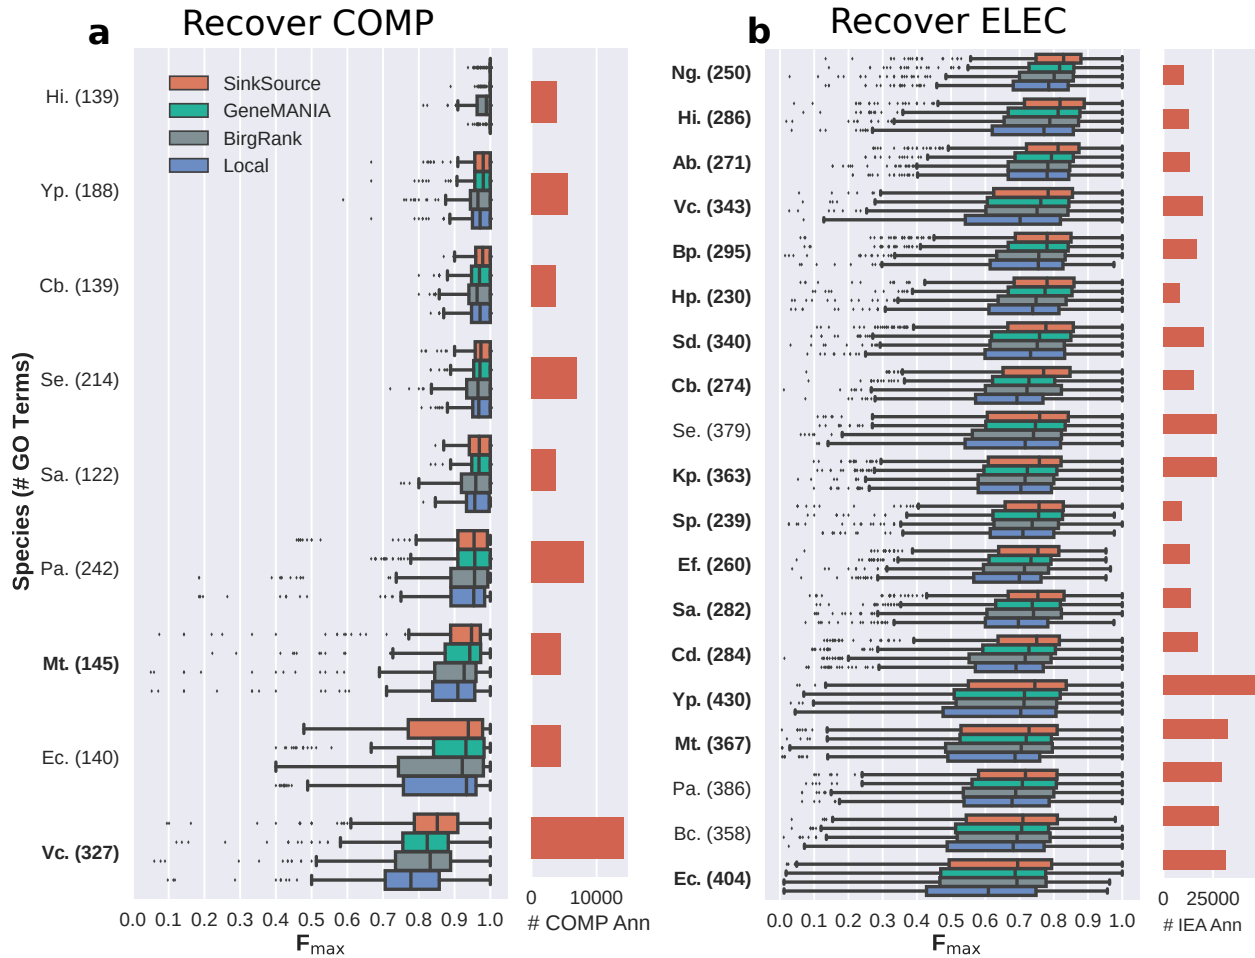 a
Recover COMP
SinkSource
GeneMANIA
BirgRank
Local
Species (# GO Terms)
Hi. (139)
Yp. (188)
Cb. (139)
Se. (214)
Sa. (122)
Pa. (242)
Mt. (145)
Ec. (140)
Vc. (327)
0.0 0.1 0.2 0.3 0.4 0.5 0.6 0.7 0.8 0.9 1.0
Fmax
0 10000
# COMP Ann
b
Recover ELEC
Ng. (250)
Hi. (286)
Ab. (271)
Vc. (343)
Bp. (295)
Hp. (230)
Sd. (340)
Cb. (274)
Se. (379)
Kp. (363)
Sp. (239)
Ef. (260)
Sa. (282)
Cd. (284)
Yp. (430)
Mt. (367)
Pa. (386)
Bc. (358)
Ec. (404)
0.0 0.1 0.2 0.3 0.4 0.5 0.6 0.7 0.8 0.9 1.0
Fmax
0 25000
# IEA Ann